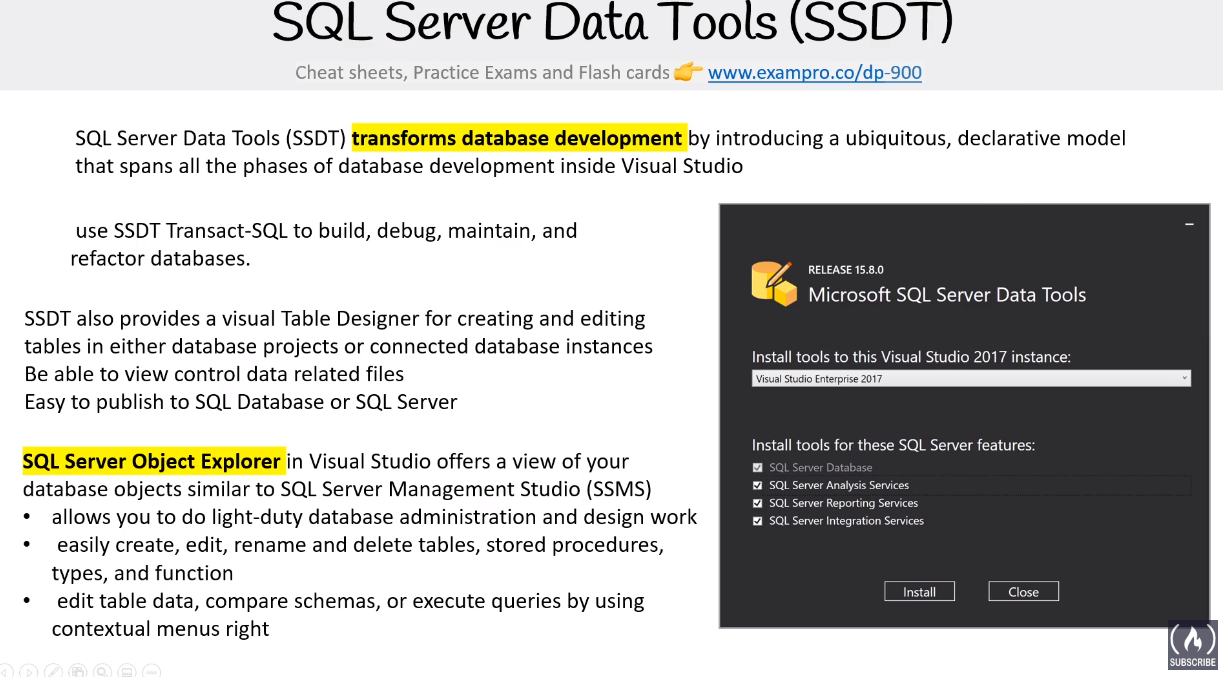 SQL Server Data Tools (SSDT)
Cheat sheets, Practice Exams and Flash cards 👉 www.exampro.co/dp-900
SQL Server Data Tools (SSDT) transforms database development by introducing a ubiquitous, declarative model
that spans all the phases of database development inside Visual Studio
use SSDT Transact-SQL to build, debug, maintain, and
refactor databases.
SSDT also provides a visual Table Designer for creating and editing
tables in either database projects or connected database instances
Be able to view control data related files
Easy to publish to SQL Database or SQL Server
SQL Server Object Explorer in Visual Studio offers a view of your
database objects similar to SQL Server Management Studio (SSMS)
• allows you to do light-duty database administration and design work
• easily create, edit, rename and delete tables, stored procedures,
types, and function
• edit table data, compare schemas, or execute queries by using
contextual menus right
RELEASE 15.8.0
Microsoft SQL Server Data Tools
Install tools to this Visual Studio 2017 instance:
Visual Studio Enterprise 2017
Install tools for these SQL Server features:
SQL Server Database
SQL Server Analysis Services
SQL Server Reporting Services
SQL Server Integration Services
Install
Close
SUBSCRIBE